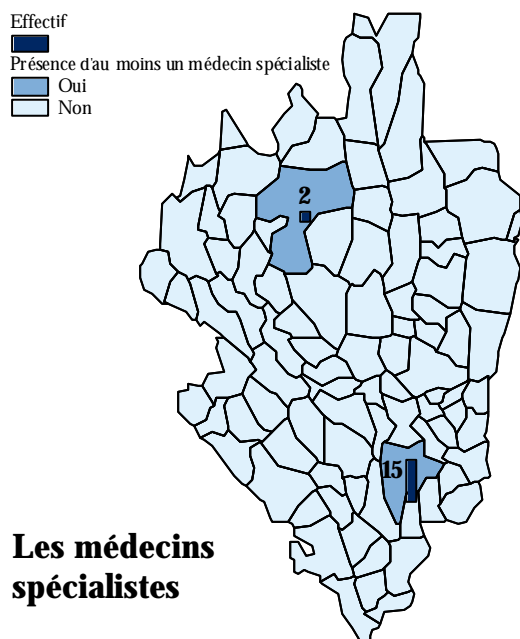 Effectif
Présence d'au moins un médecin spécialiste
Oui
Non
2
15
Les médecins
spécialistes